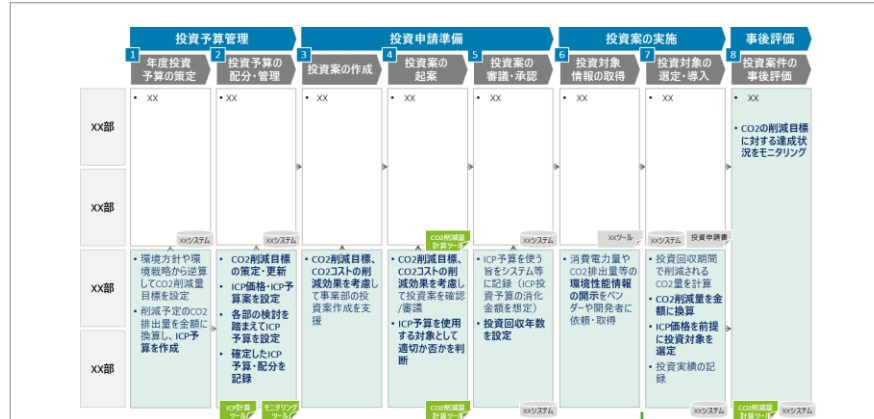 投資予算管理
投資申請準備
投資案の実施
事後評価
1
年度投資
予算の策定
2
投資予算の
配分・管理
3
投資案の作成
4
投資案の
起案
5
投資案の
審議・承認
6
投資対象
情報の取得
7
投資対象の
選定・導入
8
投資案件の
事後評価
XX部
XX部
XX部
XX部
• XX
XXシステム
• XX
XXシステム
• XX
• XX
CO2削減量
計算ツール
• XX
XXシステム
• XX
XXツール
• XX
XXシステム
投資申請書
• XX
• CO2の削減目標
に対する達成状
況をモニタリング
• 環境方針や環
境戦略から逆算
してCO2削減量
目標を設定
• 削減予定のCO2
排出量を金額に
換算し、ICP予
算を作成
• CO2削減目標
の策定・更新
• ICP価格・ICP予
算案を設定
• 各部の検討を
踏まえてICP予
算を設定
• 確定したICP
予算・配分を
記録
ICP計算
ツール
モニタリング
ツール
• CO2削減目標、
CO2コストの削
減効果を考慮し
て事業部の投
資案作成を支
援
• CO2削減目標、
CO2コストの削
減効果を考慮し
て投資案を確認
/審議
• ICP予算を使用
する対象として
適切か否かを判
断
CO2削減量
計算ツール
• ICP予算を使う
旨をシステム等
に記録（ICP投
資予算の消化
金額を想定）
• 投資回収年数
を設定
XXシステム
• 消費電力量や
CO2排出量等の
環境性能情報
の開示をベン
ダーや開発者に
依頼・取得
• 投資回収期間
で削減される
CO2量を計算
• CO2削減量を金
額に換算
• ICP価格を前提
に投資対象を
選定
• 投資実績の記
録
XXシステム
CO2削減量
計算ツール
XXシステム